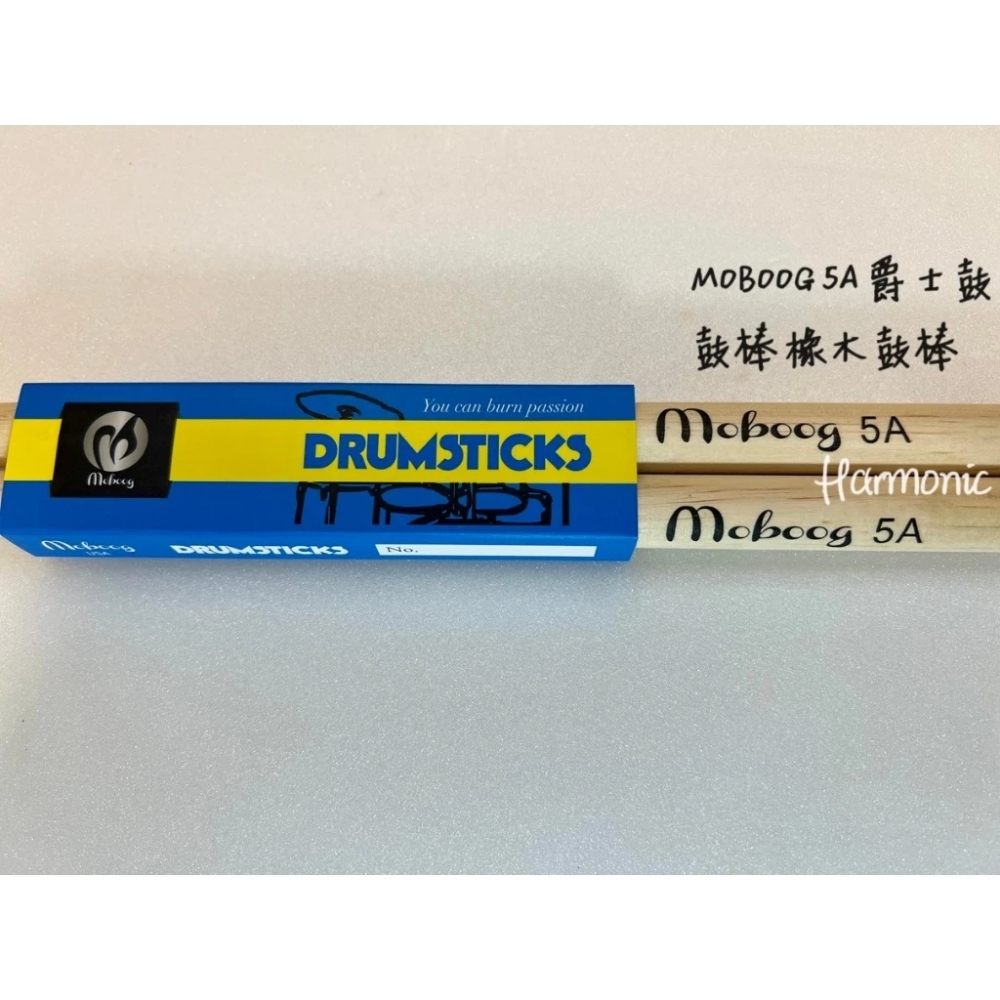 MOBOOG 5A 爵士鼓
鼓棒橡木鼓棒
You can burn passion
DRUMSTICKS
Moboog
Moboog 5A
Harmonic
Moboog 5A
Moboog
USA
DRUMSTICKS
No.